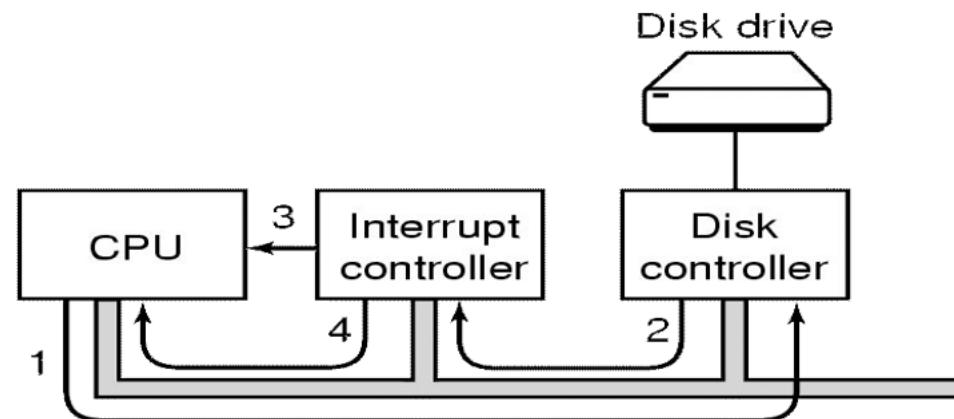 Disk drive
CPU
3
Interrupt
controller
Disk
controller
1
4
2